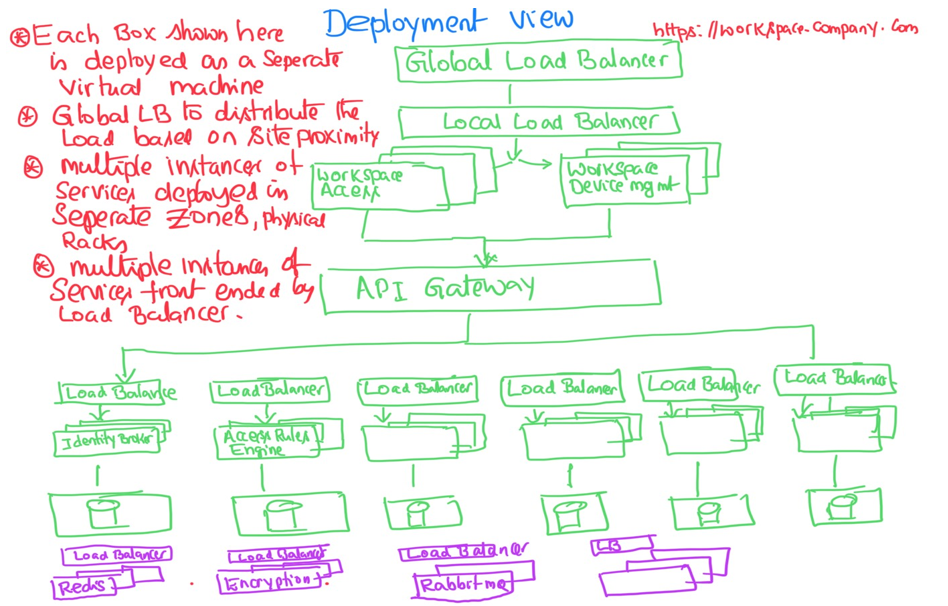 Deployment View
https://workspace.company.com
⊛ Each Box shown here
is deployed as a Seperate
Virtual machine
⊛ Global LB to distribute the
Load based on Site proximity
⊛ multiple instances of
Services deployed in
Seperate Zones, physical
Racks
⊛ multiple instances of
Services front ended by
Load Balancer.
Global Load Balancer
Local Load Balancer
Workspace
Access
Workspace
Device mgmt
API Gateway
Load Balance
Load Balancer
Load Balancer
Load Balaner
Load Balancer
Load Balancer
Identity Broker
Access Rules
Engine
Load Balancer
Load Balancer
Load Balancer
LB
Redis
Encryption
Rabbitmq